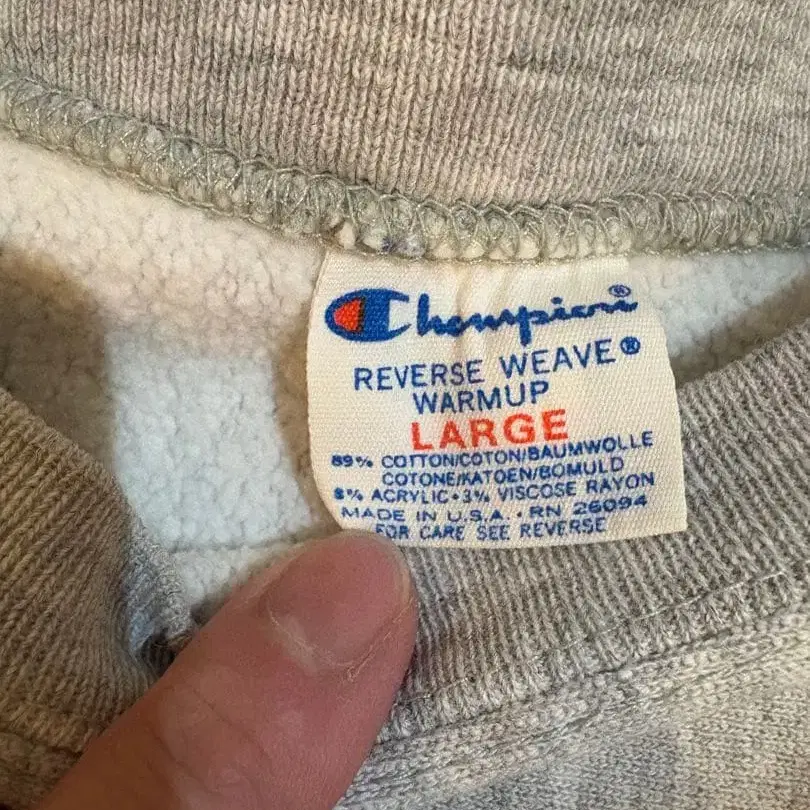 Champion®
REVERSE WEAVE®
WARMUP
LARGE
89% COTTON/COTON/BAUMWOLLE
COTONE/KATOEN/BOMULD
8% ACRYLIC•3% VISCOSE RAYON
MADE IN U.S.A. • RN 26094
FOR CARE SEE REVERSE